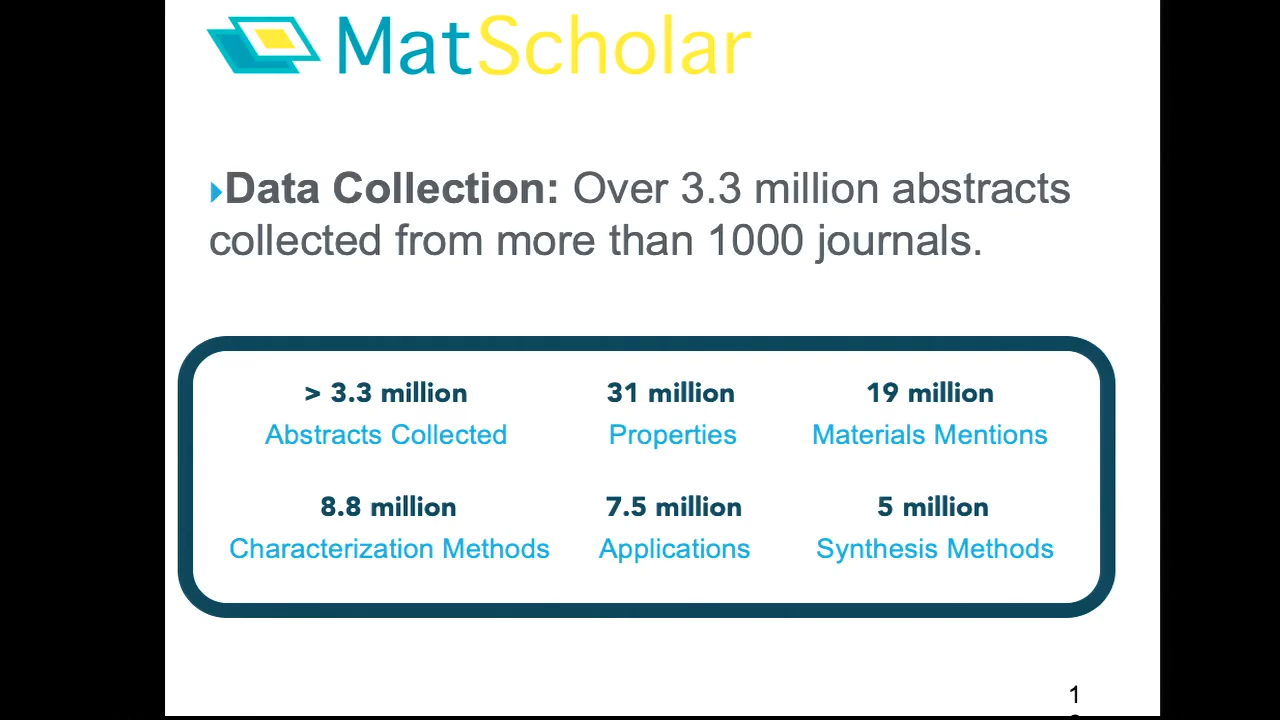 MatScholar
Data Collection: Over 3.3 million abstracts
collected from more than 1000 journals.
> 3.3 million
31 million
19 million
Abstracts Collected
Properties
Materials Mentions
8.8 million
7.5 million
5 million
Characterization Methods
Applications
Synthesis Methods
1